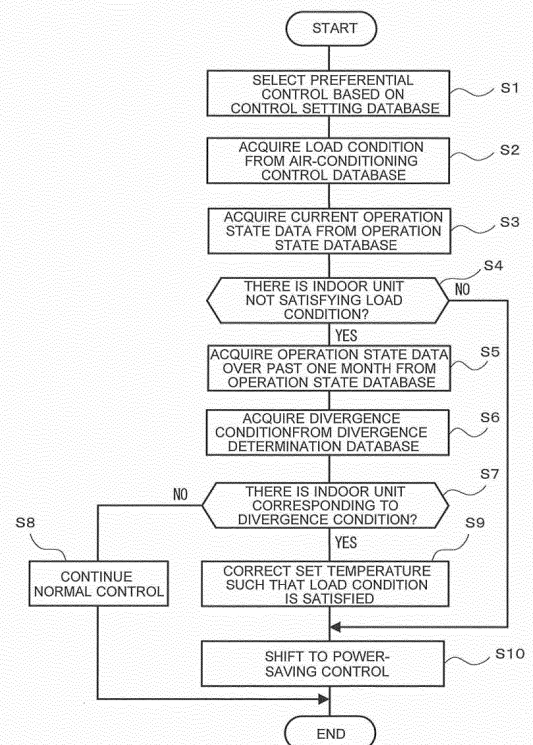 START
SELECT PREFERENTIAL
CONTROL BASED ON
CONTROL SETTING DATABASE
S1
ACQUIRE LOAD CONDITION
FROM AIR-CONDITIONING
CONTROL DATABASE
S2
ACQUIRE CURRENT OPERATION
STATE DATA FROM OPERATION
STATE DATABASE
S3
S4
THERE IS INDOOR UNIT
NOT SATISFYING LOAD
CONDITION?
NO
YES
ACQUIRE OPERATION STATE DATA
OVER PAST ONE MONTH FROM
OPERATION STATE DATABASE
S5
ACQUIRE DIVERGENCE
CONDITIONFROM DIVERGENCE
DETERMINATION DATABASE
S6
S7
THERE IS INDOOR UNIT
CORRESPONDING TO
DIVERGENCE CONDITION?
NO
YES
S8
CONTINUE
NORMAL CONTROL
S9
CORRECT SET TEMPERATURE
SUCH THAT LOAD CONDITION
IS SATISFIED
SHIFT TO POWER-
SAVING CONTROL
S10
END